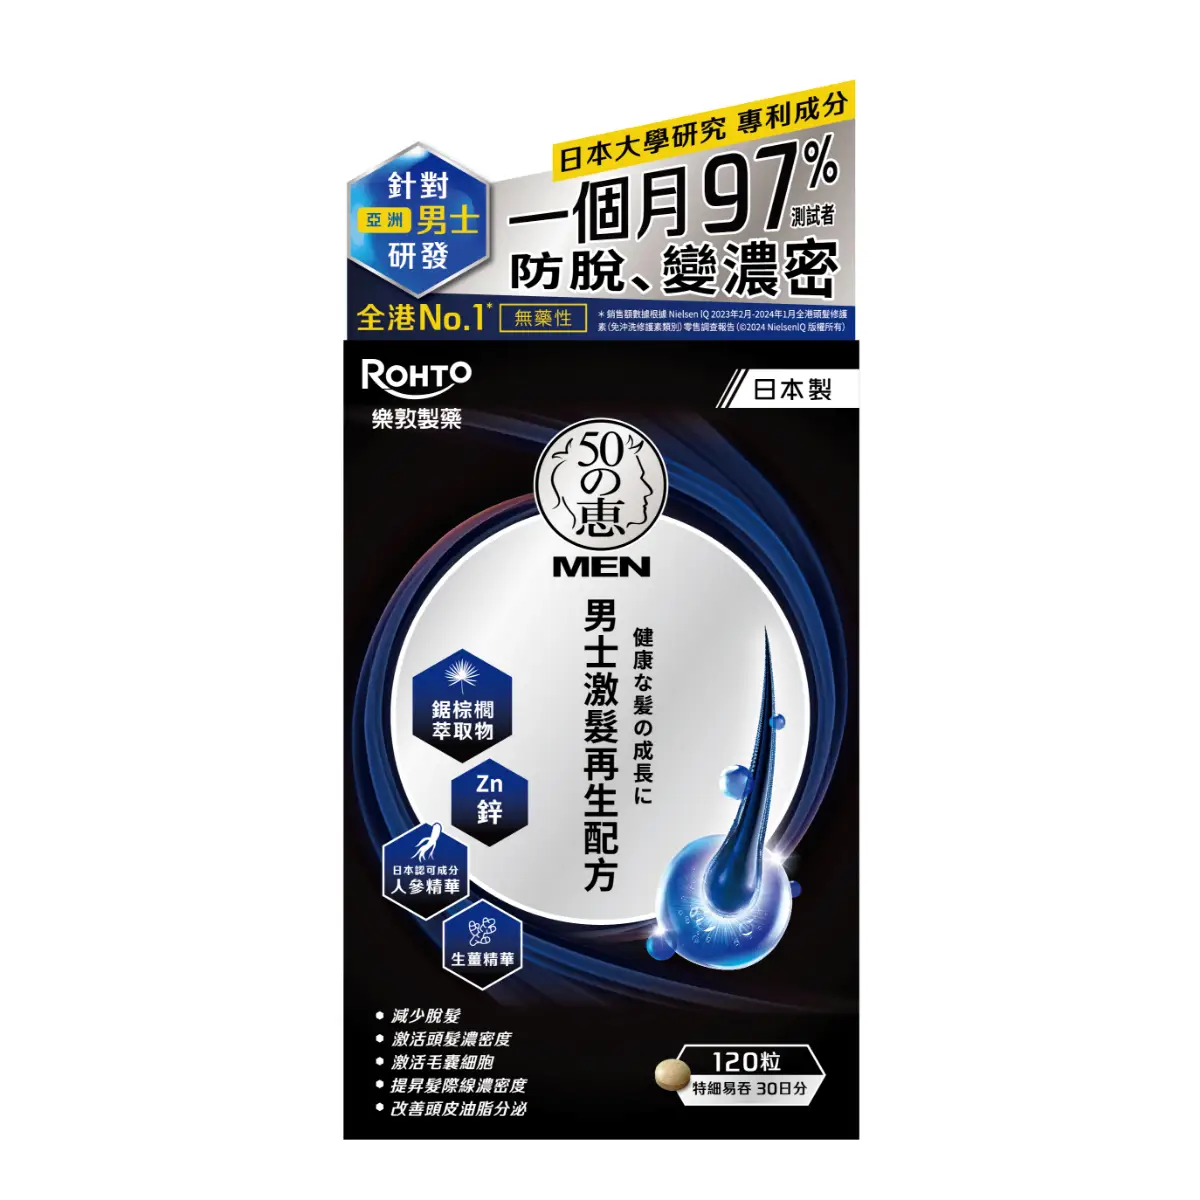 日本大學研究 專利成分
針對
亞洲 男士
研發
一個月97%
測試者
防脫、變濃密
全港No.1*
無藥性
*銷售額數據根據 Nielsen IQ 2023年2月-2024年1月全港頭髮修護
素(免沖洗修護素類別)零售調查報告(©2024 NielsenIQ 版權所有)
ROHTO
樂敦製藥
日本製
50の恵
MEN
男士激髮再生配方
健康な髪の成長に
鋸棕櫚
萃取物
Zn
鋅
日本認可成分
人參精華
生薑精華
• 減少脫髮
• 激活頭髮濃密度
• 激活毛囊細胞
• 提昇髮際線濃密度
• 改善頭皮油脂分泌
120粒
特細易吞 30日分